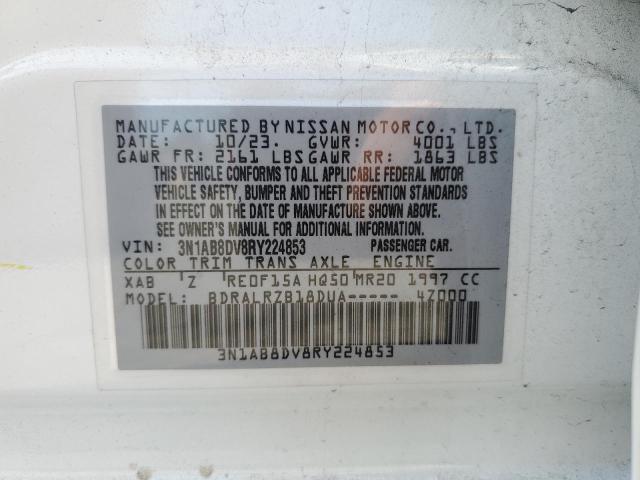 MANUFACTURED BY NISSAN MOTOR CO., LTD.
DATE: 10/23. GVWR: 4001 LBS
GAWR FR: 2161 LBS GAWR RR: 1863 LBS
THIS VEHICLE CONFORMS TO ALL APPLICABLE FEDERAL MOTOR
VEHICLE SAFETY, BUMPER AND THEFT PREVENTION STANDARDS
IN EFFECT ON THE DATE OF MANUFACTURE SHOWN ABOVE.
SEE OWNER'S MANUAL FOR ADDITIONAL INFORMATION.
VIN: 3N1AB8DV8RY224853 PASSENGER CAR.
COLOR TRIM TRANS AXLE ENGINE
XAB Z RE0F15A HQ50 MR20 1997 CC
MODEL: BDRALRZB18DUA----- 4Z000
3N1AB8DV8RY224853